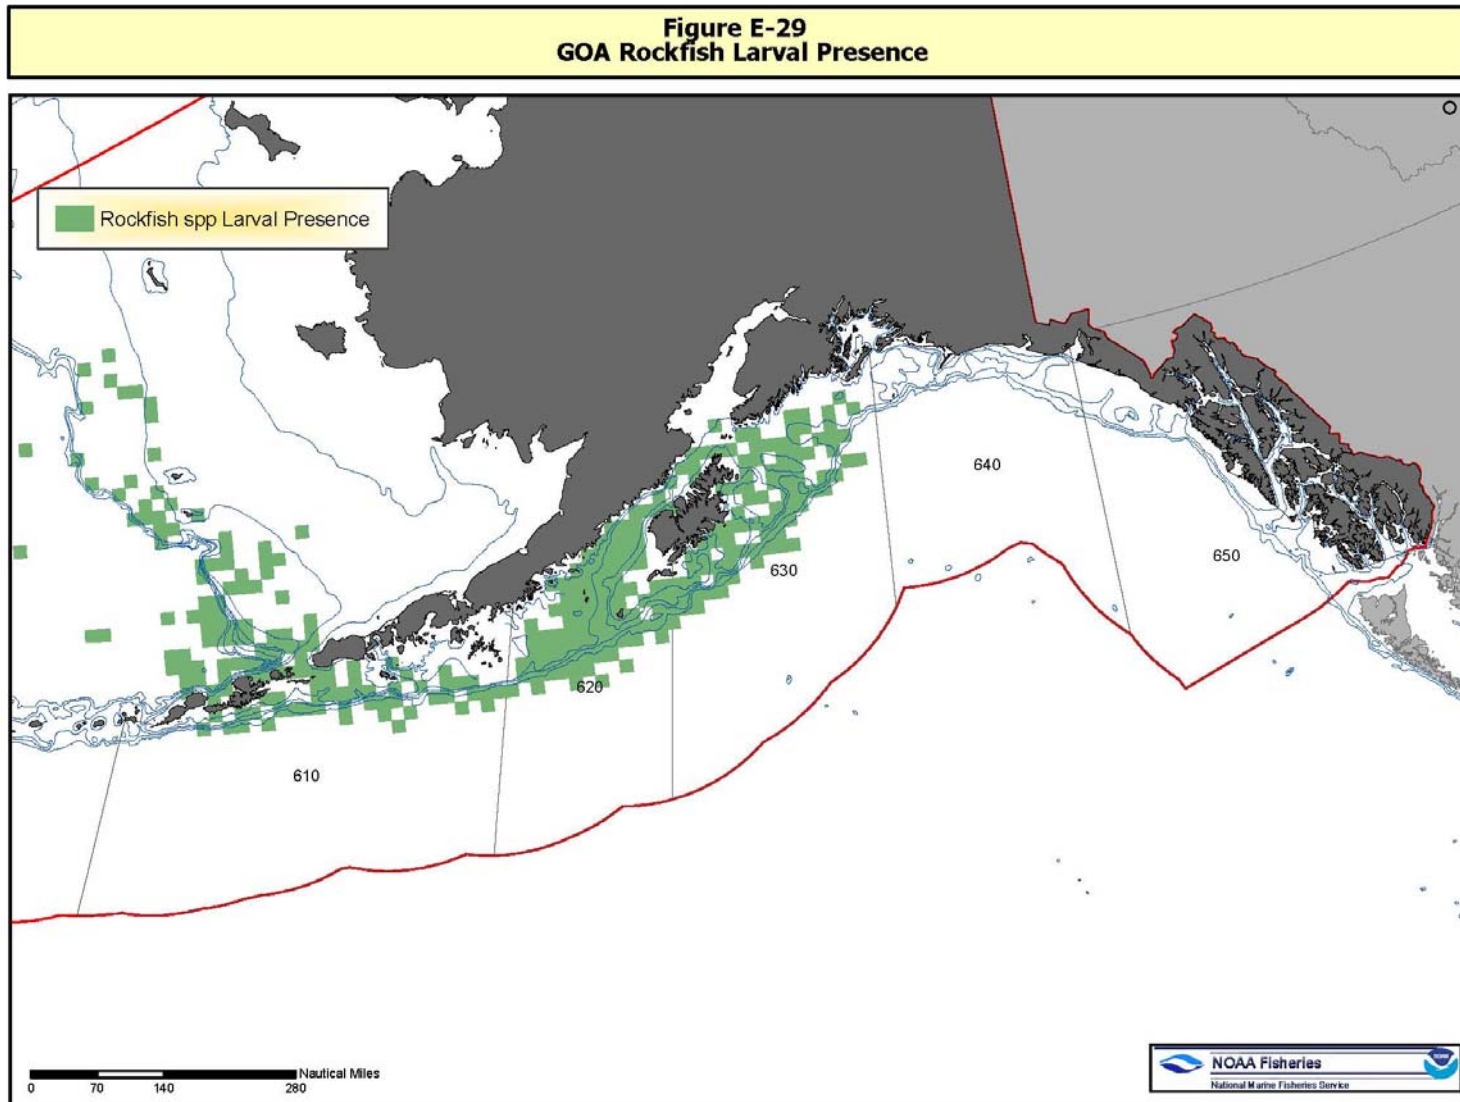 Figure E-29
GOA Rockfish Larval Presence
Rockfish spp Larval Presence
640
650
630
620
610
Nautical Miles
0 70 140 280
NOAA Fisheries
National Marine Fisheries Service